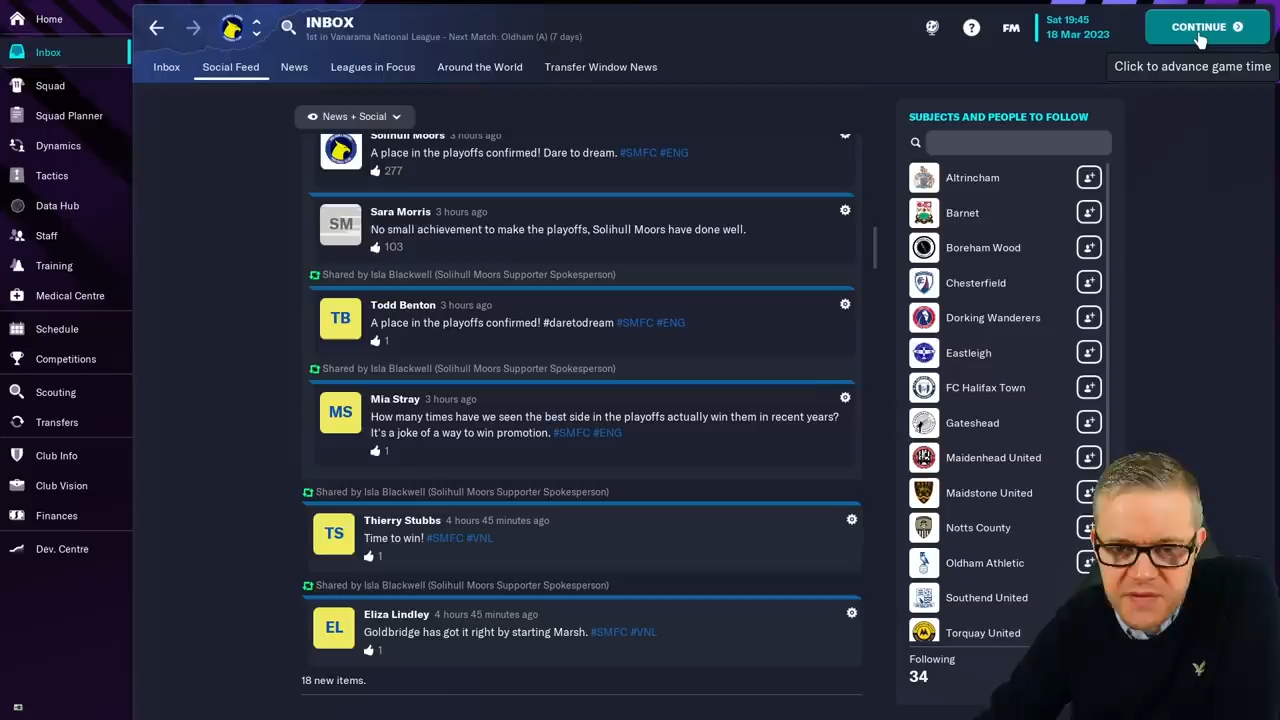 Home
Inbox
Squad
Squad Planner
Dynamics
Tactics
Data Hub
Staff
Training
Medical Centre
Schedule
Competitions
Scouting
Transfers
Club Info
Club Vision
Finances
Dev. Centre
INBOX
1st in Vanarama National League - Next Match: Oldham (A) (7 days)
FM
Sat 19:45
18 Mar 2023
CONTINUE
Click to advance game time
Inbox
Social Feed
News
Leagues in Focus
Around the World
Transfer Window News
News + Social
Solihull Moors 3 hours ago
A place in the playoffs confirmed! Dare to dream. #SMFC #ENG
277
SM
Sara Morris 3 hours ago
No small achievement to make the playoffs, Solihull Moors have done well.
103
Shared by Isla Blackwell (Solihull Moors Supporter Spokesperson)
TB
Todd Benton 3 hours ago
A place in the playoffs confirmed! #daretodream #SMFC #ENG
1
Shared by Isla Blackwell (Solihull Moors Supporter Spokesperson)
MS
Mia Stray 3 hours ago
How many times have we seen the best side in the playoffs actually win them in recent years?
It's a joke of a way to win promotion. #SMFC #ENG
1
Shared by Isla Blackwell (Solihull Moors Supporter Spokesperson)
TS
Thierry Stubbs 4 hours 45 minutes ago
Time to win! #SMFC #VNL
1
Shared by Isla Blackwell (Solihull Moors Supporter Spokesperson)
EL
Eliza Lindley 4 hours 45 minutes ago
Goldbridge has got it right by starting Marsh. #SMFC #VNL
1
18 new items.
SUBJECTS AND PEOPLE TO FOLLOW
Altrincham
Barnet
Boreham Wood
Chesterfield
Dorking Wanderers
Eastleigh
FC Halifax Town
Gateshead
Maidenhead United
Maidstone United
Notts County
Oldham Athletic
Southend United
Torquay United
Following
34